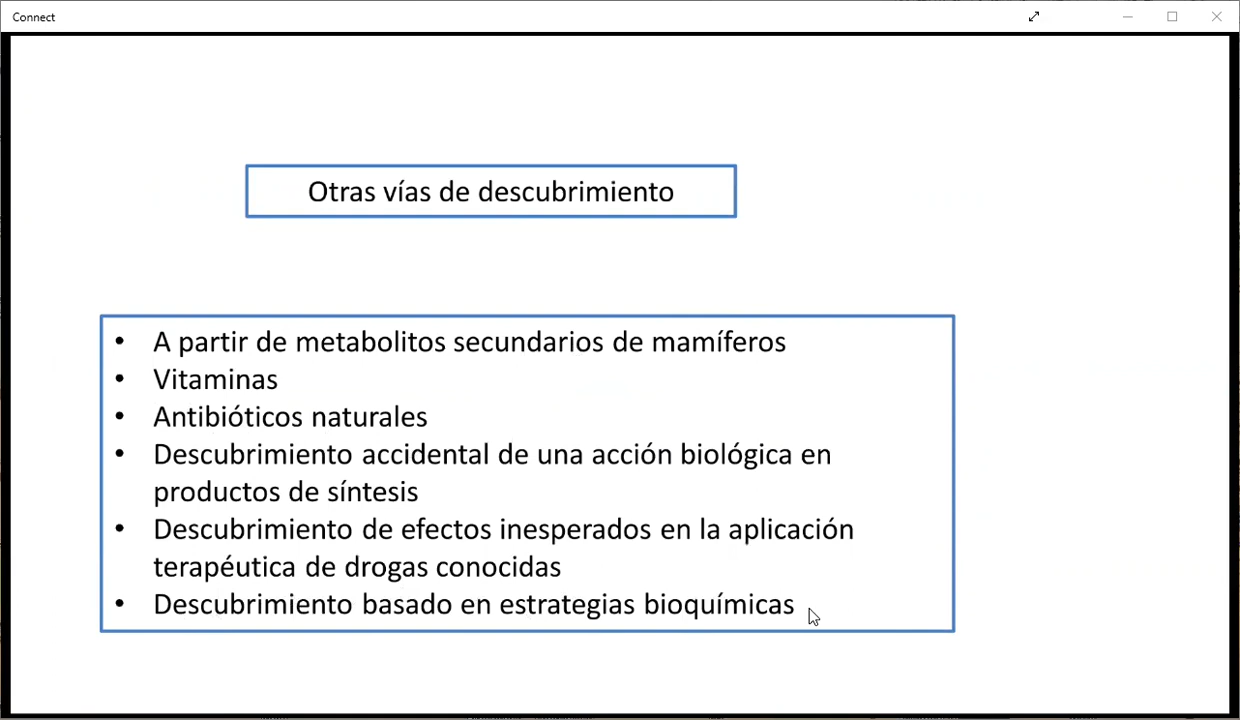 Connect
Otras vías de descubrimiento
• A partir de metabolitos secundarios de mamíferos
• Vitaminas
• Antibióticos naturales
• Descubrimiento accidental de una acción biológica en
productos de síntesis
• Descubrimiento de efectos inesperados en la aplicación
terapéutica de drogas conocidas
• Descubrimiento basado en estrategias bioquímicas